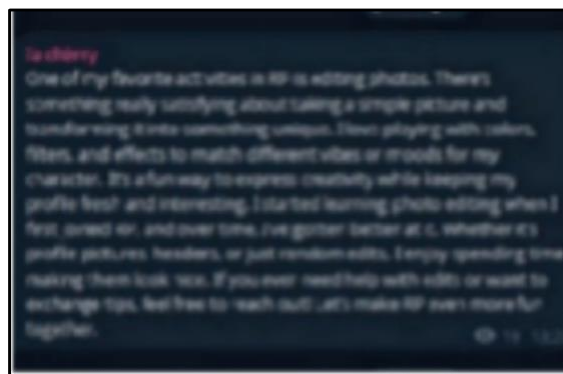 la chierry
One of my favorite activities in RP is editing photos. There's
something really satisfying about taking a simple picture and
transforming it into something unique. I love playing with colors,
filters, and effects to match different vibes or moods for my
character. It's a fun way to express creativity while keeping my
profile fresh and interesting. I started learning photo editing when I
first joined RP, and over time, I've gotten better at it. Whether it's
profile pictures, headers, or just random edits, I enjoy spending time
making them look nice. If you ever need help with edits or want to
exchange tips, feel free to reach out! Let's make RP even more fun
together.